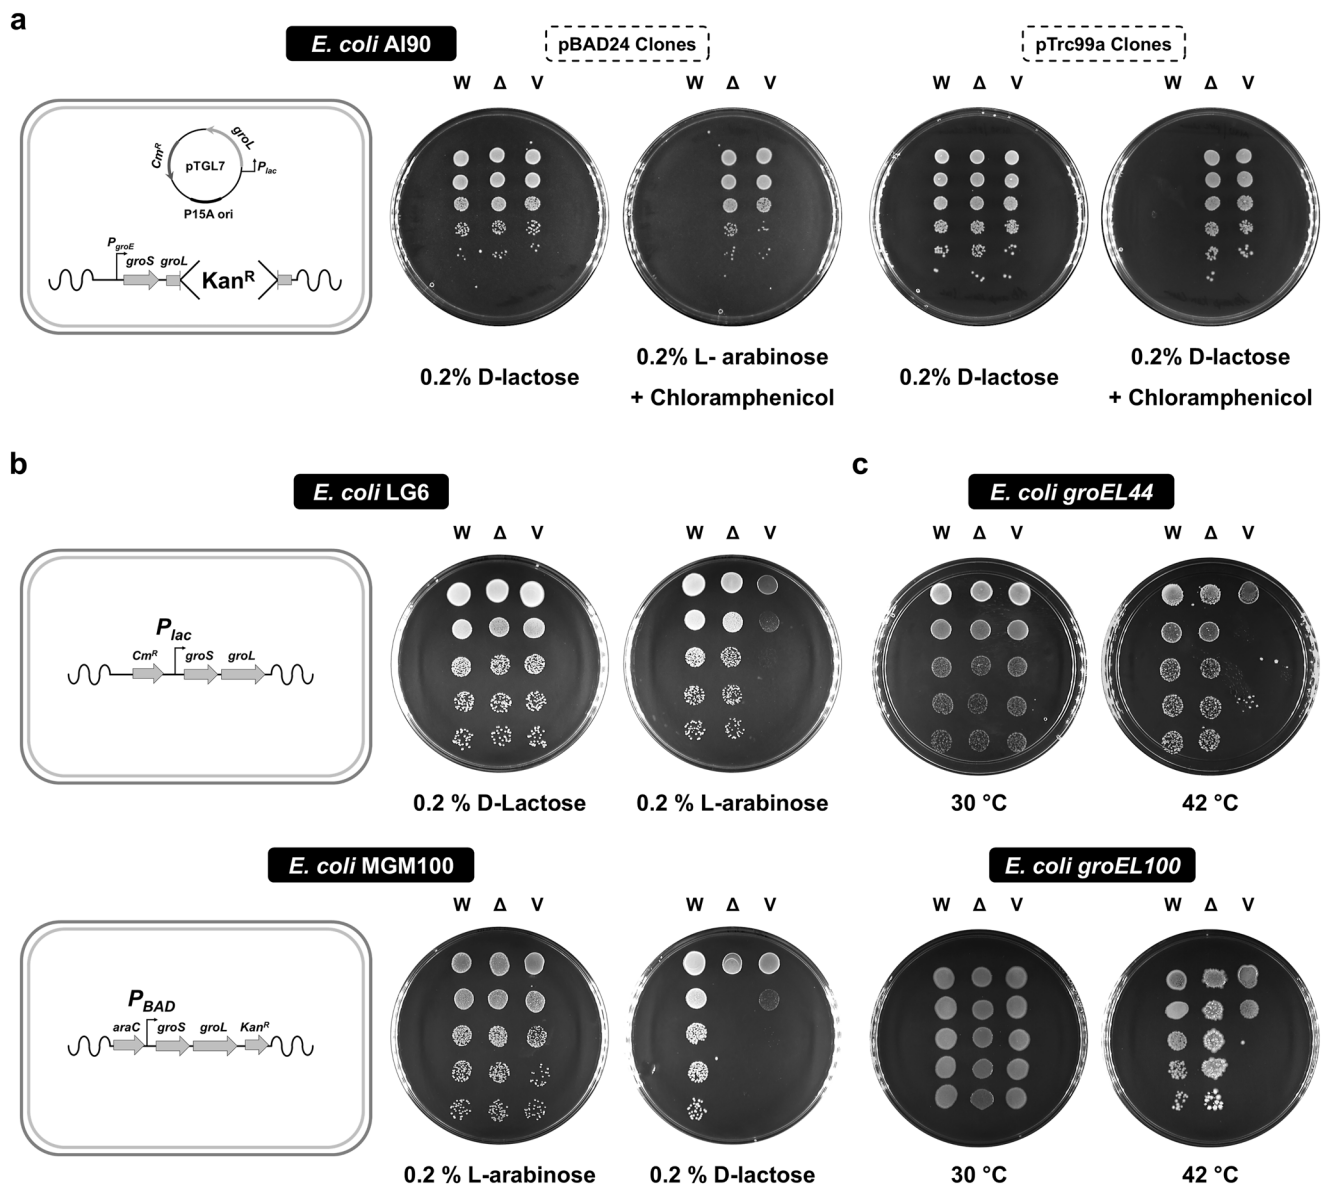 a
E. coli AI90
pBAD24 Clones
pTrc99a Clones
W Δ V
W Δ V
W Δ V
W Δ V
groL
CmR
pTGL7
Plac
P15A ori
PgroE
groS groL
KanR
0.2% D-lactose
0.2% L- arabinose
+ Chloramphenicol
0.2% D-lactose
0.2% D-lactose
+ Chloramphenicol
b
E. coli LG6
W Δ V
W Δ V
Plac
CmR groS groL
0.2 % D-Lactose
0.2 % L-arabinose
c
E. coli groEL44
W Δ V
W Δ V
30 °C
42 °C
E. coli MGM100
W Δ V
W Δ V
PBAD
araC groS groL KanR
0.2 % L-arabinose
0.2 % D-lactose
E. coli groEL100
W Δ V
W Δ V
30 °C
42 °C